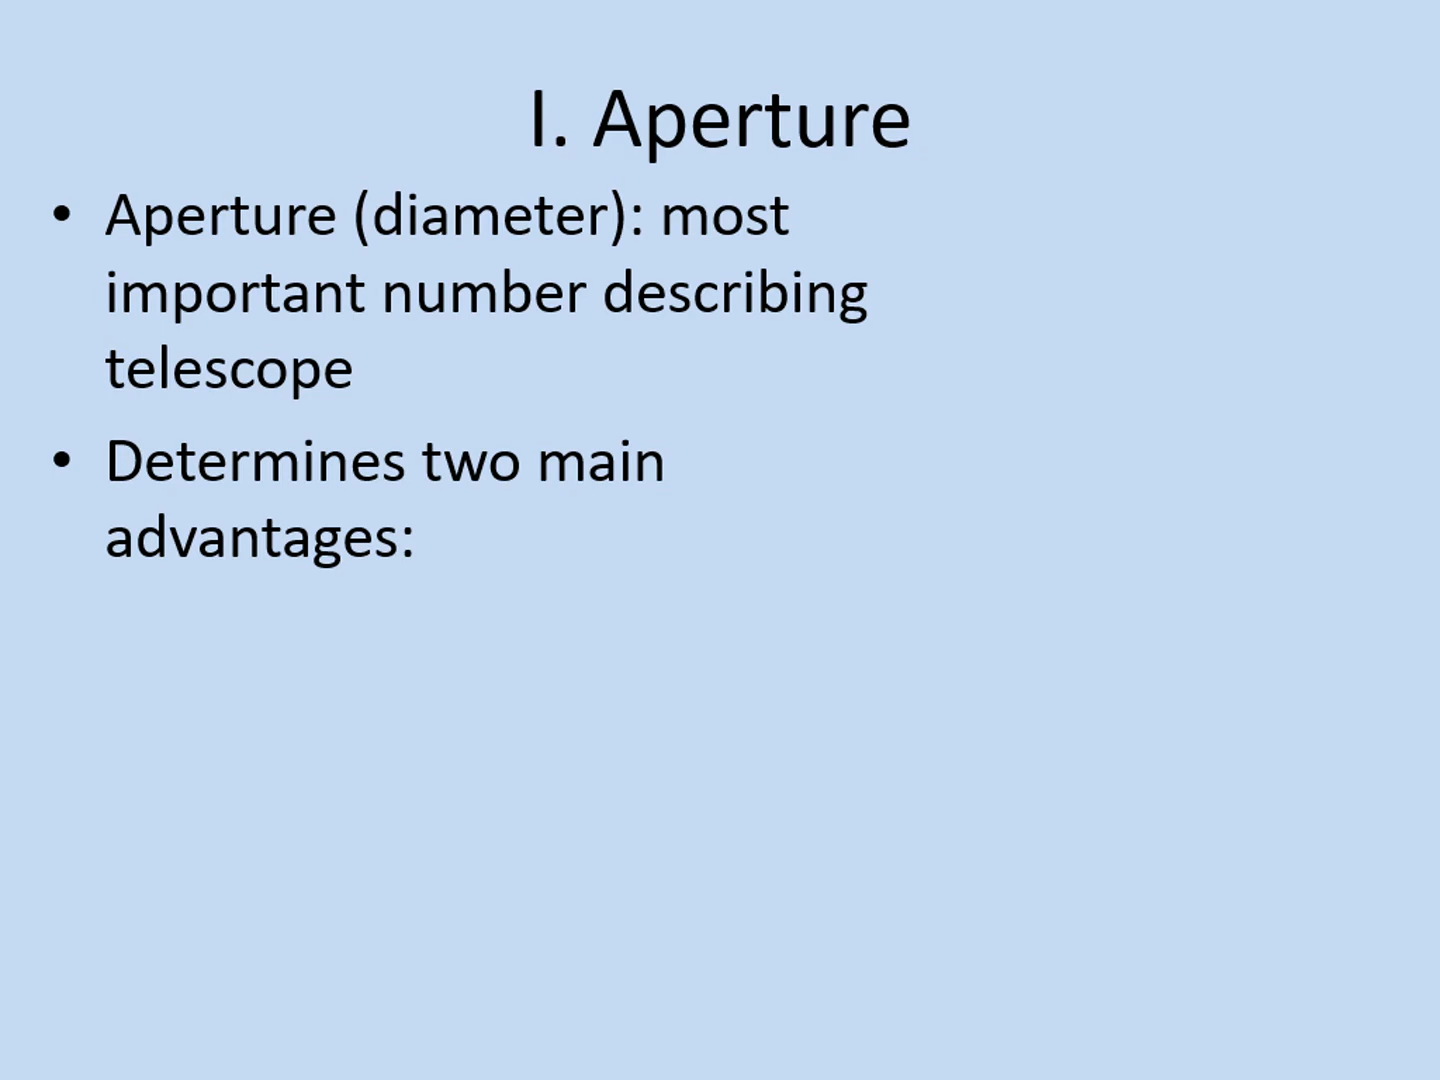 I. Aperture
• Aperture (diameter): most
important number describing
telescope
• Determines two main
advantages: